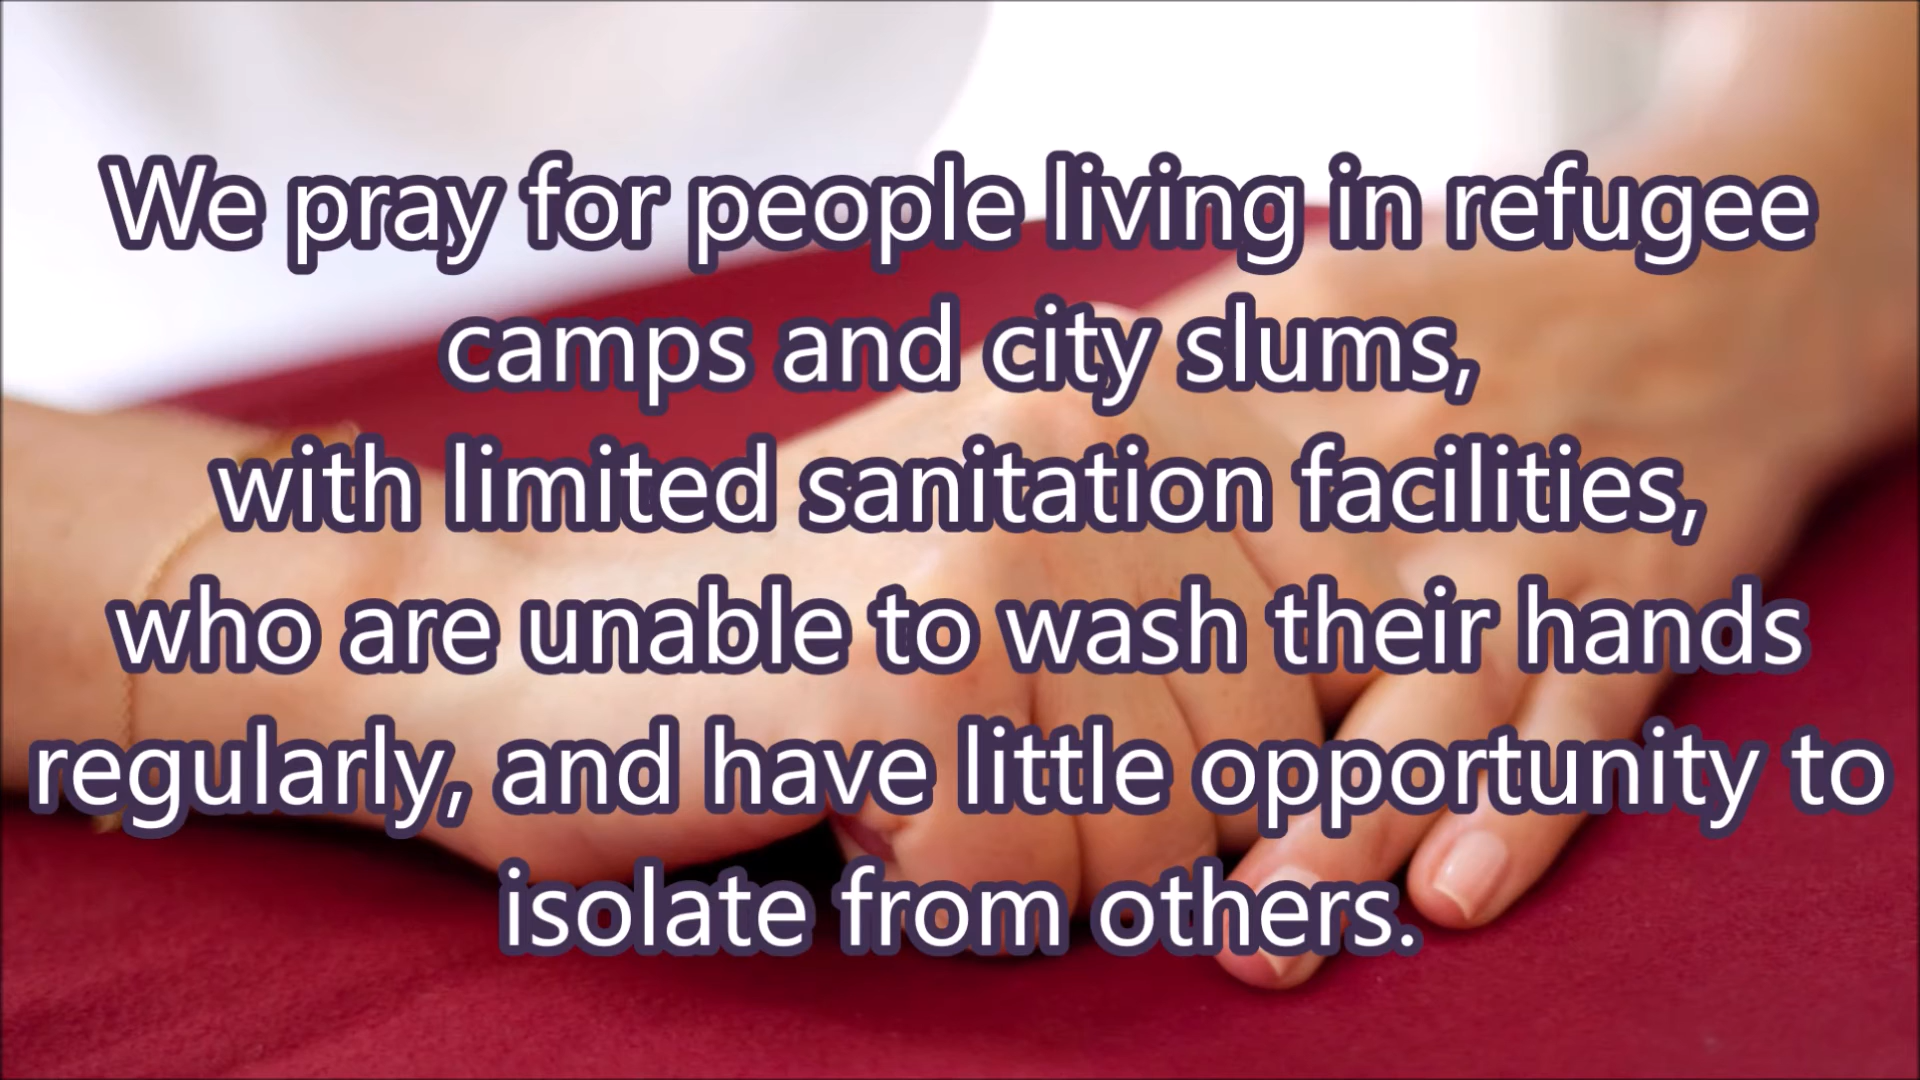 We pray for people living in refugee
camps and city slums,
with limited sanitation facilities,
who are unable to wash their hands
regularly, and have little opportunity to
isolate from others.